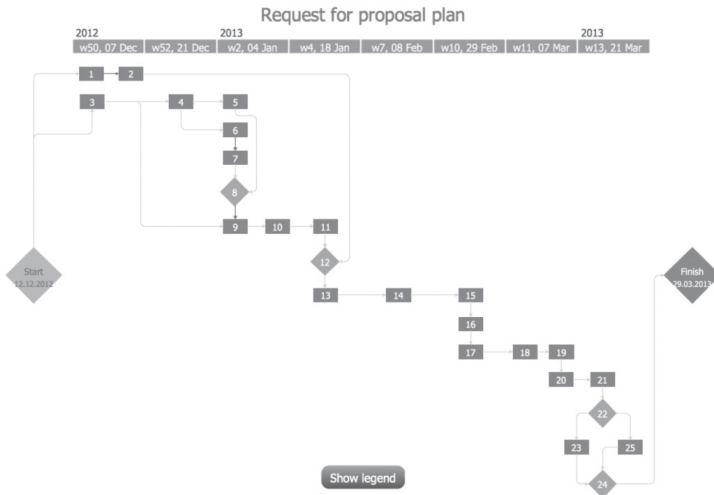 Request for proposal plan
2012 2013 2013
w50, 07 Dec w52, 21 Dec w2, 04 Jan w4, 18 Jan w7, 08 Feb w10, 29 Feb w11, 07 Mar w13, 21 Mar
1 2
3 4 5
6
7
8
9 10 11
12
Start
12.12.2012
Finish
29.03.2013
13 14 15
16
17 18 19
20 21
22
23 25
24
Show legend